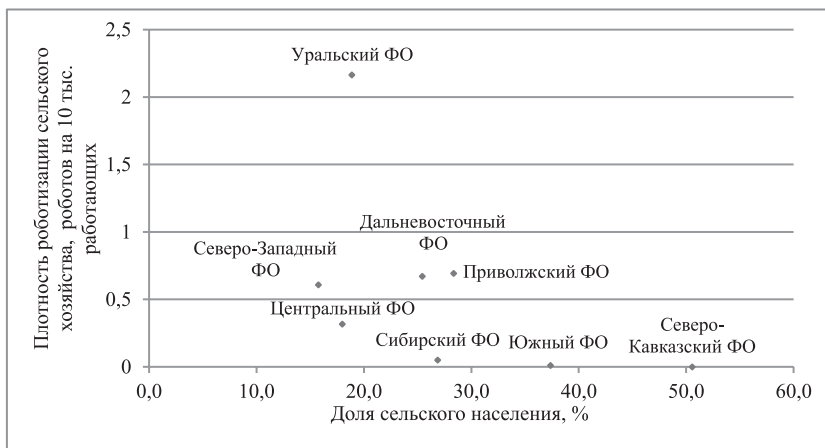 Плотность роботизации сельского
хозяйства, роботов на 10 тыс.
работающих
2,5
2
1,5
1
0,5
0
Уральский ФО
Дальневосточный
ФО
Северо-Западный
ФО
Приволжский ФО
Центральный ФО
Сибирский ФО
Южный ФО
Северо-
Кавказский ФО
0,0
10,0
20,0
30,0
40,0
50,0
60,0
Доля сельского населения, %